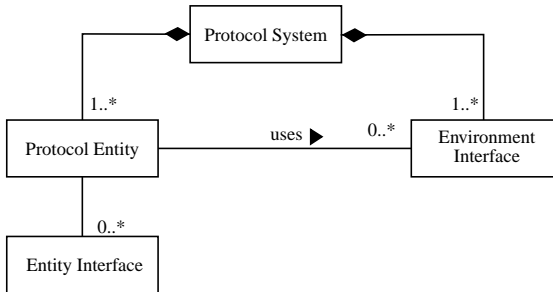 Protocol System
1..*
1..*
Protocol Entity
uses
0..*
Environment
Interface
0..*
Entity Interface